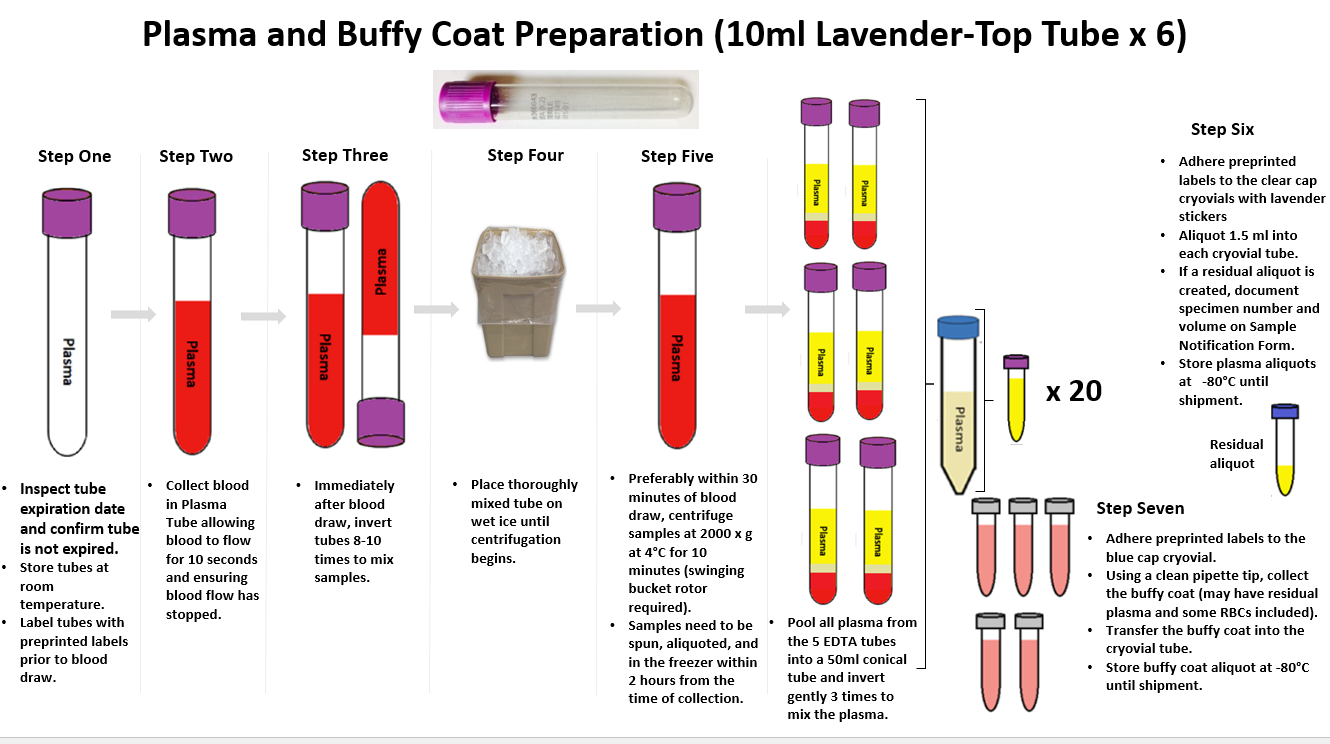 Plasma and Buffy Coat Preparation (10ml Lavender-Top Tube x 6)
Step One
Plasma
• Inspect tube
expiration date
and confirm tube
is not expired.
• Store tubes at
room
temperature.
• Label tubes with
preprinted labels
prior to blood
draw.
Step Two
Plasma
• Collect blood
in Plasma
Tube allowing
blood to flow
for 10 seconds
and ensuring
blood flow has
stopped.
Step Three
Plasma
Plasma
• Immediately
after blood
draw, invert
tubes 8-10
times to mix
samples.
Step Four
• Place thoroughly
mixed tube on
wet ice until
centrifugation
begins.
Step Five
Plasma
• Preferably within 30
minutes of blood
draw, centrifuge
samples at 2000 x g
at 4°C for 10
minutes (swinging
bucket rotor
required).
• Samples need to be
spun, aliquoted, and
in the freezer within
2 hours from the
time of collection.
Plasma
Plasma
Plasma
Plasma
Plasma
Plasma
• Pool all plasma from
the 5 EDTA tubes
into a 50ml conical
tube and invert
gently 3 times to
mix the plasma.
Plasma
x 20
Step Six
• Adhere preprinted
labels to the clear cap
cryovials with lavender
stickers
• Aliquot 1.5 ml into
each cryovial tube.
• If a residual aliquot is
created, document
specimen number and
volume on Sample
Notification Form.
• Store plasma aliquots
at -80°C until
shipment.
Residual
aliquot
Step Seven
• Adhere preprinted labels to the
blue cap cryovial.
• Using a clean pipette tip, collect
the buffy coat (may have residual
plasma and some RBCs included).
• Transfer the buffy coat into the
cryovial tube.
• Store buffy coat aliquot at -80°C
until shipment.